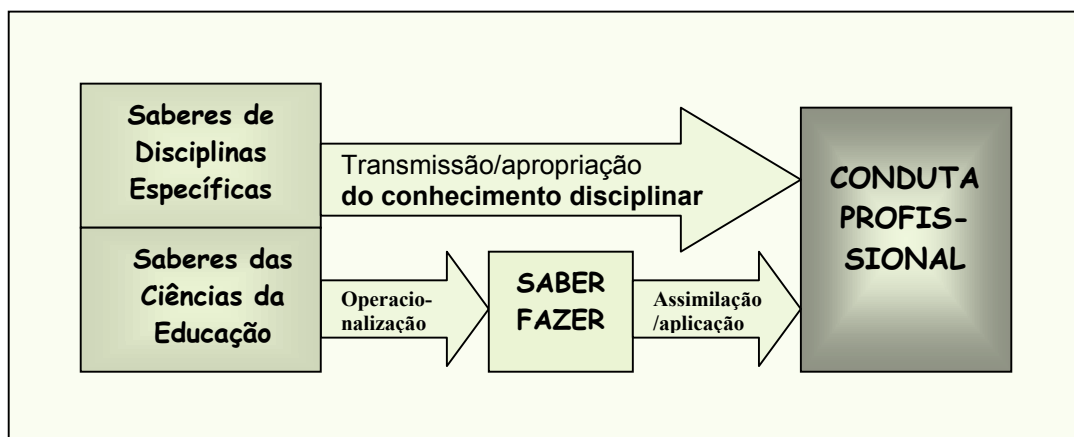 Saberes de
Disciplinas
Específicas
Transmissão/apropriação
do conhecimento disciplinar
CONDUTA
PROFIS-
SIONAL
Saberes das
Ciências da
Educação
Operacio-
nalização
SABER
FAZER
Assimilação
/aplicação